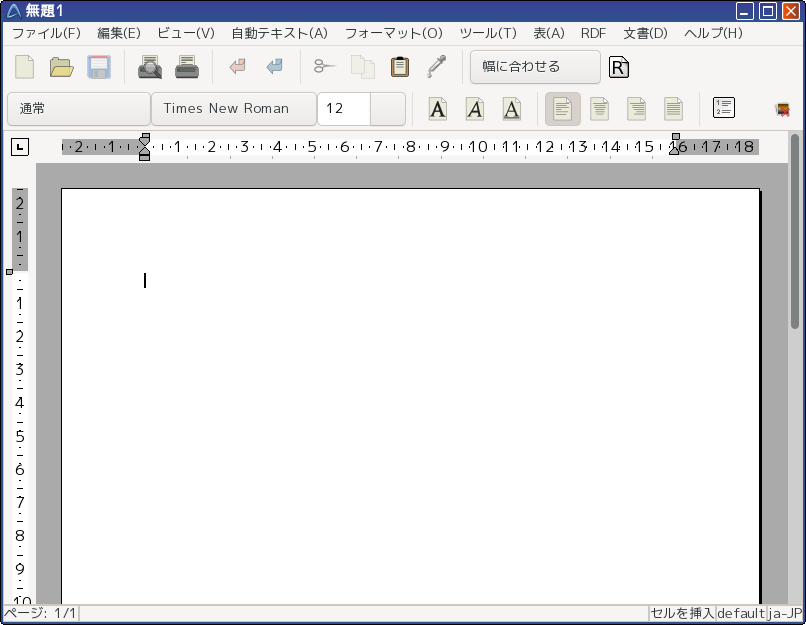 無題1
ファイル(F) 編集(E) ビュー(V) 自動テキスト(A) フォーマット(O) ツール(T) 表(A) RDF 文書(D) ヘルプ(H)
幅に合わせる R
通常 Times New Roman 12 A A A
2 1 1 2 3 4 5 6 7 8 9 10 11 12 13 14 15 16 17 18
2
1
1
2
3
4
5
6
7
8
9
10
ページ: 1/1 セルを挿入 default ja-JP